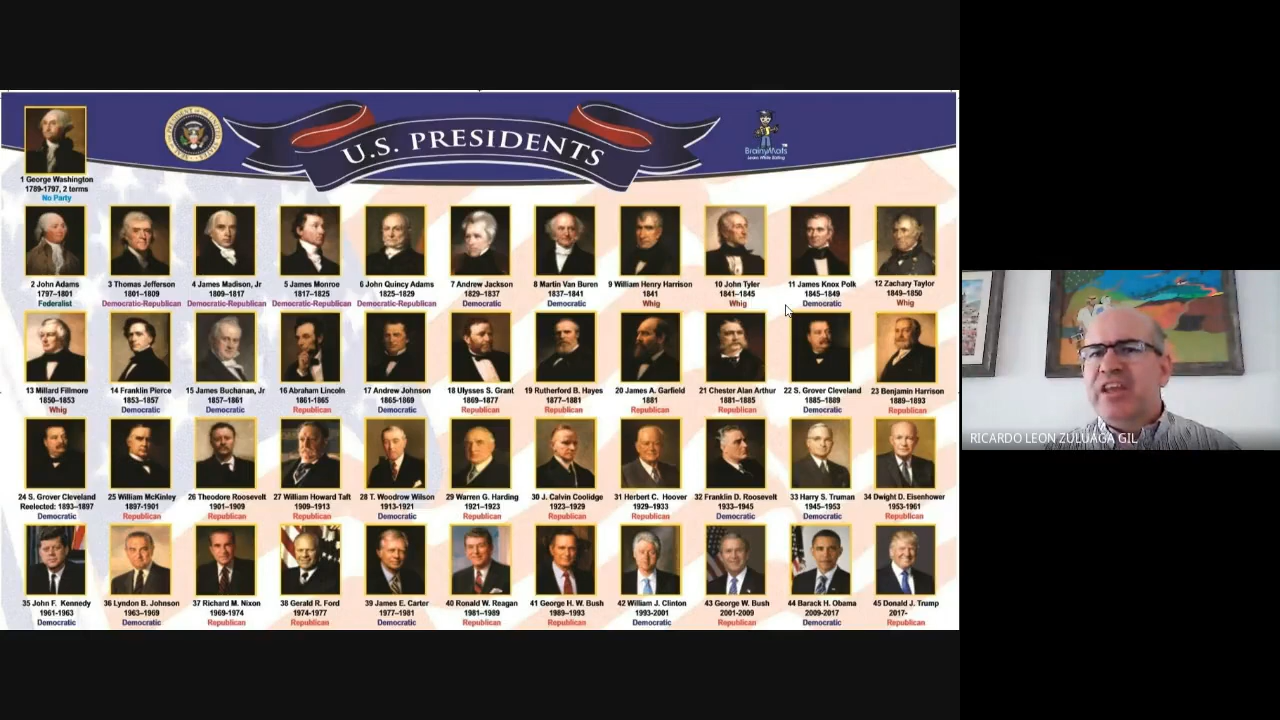 PRESIDENT OF THE
U.S. PRESIDENTS
BrainyMats
Learn While Eating
TM
1 George Washington
1789-1797, 2 terms
No Party
2 John Adams
1797–1801
Federalist
3 Thomas Jefferson
1801–1809
Democratic-Republican
4 James Madison, Jr
1809–1817
Democratic-Republican
5 James Monroe
1817–1825
Democratic-Republican
6 John Quincy Adams
1825–1829
Democratic-Republican
7 Andrew Jackson
1829–1837
Democratic
8 Martin Van Buren
1837–1841
Democratic
9 William Henry Harrison
1841
Whig
10 John Tyler
1841–1845
Whig
11 James Knox Polk
1845–1849
Democratic
12 Zachary Taylor
1849–1850
Whig
13 Millard Fillmore
1850–1853
Whig
14 Franklin Pierce
1853–1857
Democratic
15 James Buchanan, Jr
1857–1861
Democratic
16 Abraham Lincoln
1861-1865
Republican
17 Andrew Johnson
1865-1869
Democratic
18 Ulysses S. Grant
1869–1877
Republican
19 Rutherford B. Hayes
1877–1881
Republican
20 James A. Garfield
1881
Republican
21 Chester Alan Arthur
1881–1885
Republican
22 S. Grover Cleveland
1885–1889
Democratic
23 Benjamin Harrison
1889–1893
Republican
24 S. Grover Cleveland
Reelected: 1893–1897
Democratic
25 William McKinley
1897-1901
Republican
26 Theodore Roosevelt
1901–1909
Republican
27 William Howard Taft
1909–1913
Republican
28 T. Woodrow Wilson
1913-1921
Democratic
29 Warren G. Harding
1921–1923
Republican
30 J. Calvin Coolidge
1923–1929
Republican
31 Herbert C. Hoover
1929–1933
Republican
32 Franklin D. Roosevelt
1933–1945
Democratic
33 Harry S. Truman
1945–1953
Democratic
34 Dwight D. Eisenhower
1953-1961
Republican
35 John F. Kennedy
1961-1963
Democratic
36 Lyndon B. Johnson
1963–1969
Democratic
37 Richard M. Nixon
1969-1974
Republican
38 Gerald R. Ford
1974-1977
Republican
39 James E. Carter
1977–1981
Democratic
40 Ronald W. Reagan
1981–1989
Republican
41 George H. W. Bush
1989–1993
Republican
42 William J. Clinton
1993-2001
Democratic
43 George W. Bush
2001-2009
Republican
44 Barack H. Obama
2009-2017
Democratic
45 Donald J. Trump
2017-
Republican
RICARDO LEON ZULUAGA GIL